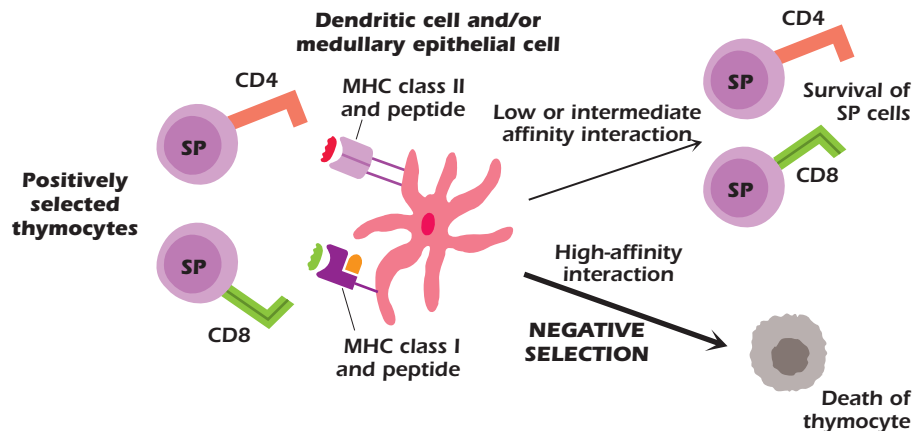 Dendritic cell and/or
medullary epithelial cell
CD4
SP
MHC class II
and peptide
Positively
selected
thymocytes
SP
CD8
MHC class I
and peptide
Low or intermediate
affinity interaction
CD4
SP
Survival of
SP cells
SP
CD8
High-affinity
interaction
NEGATIVE
SELECTION
Death of
thymocyte